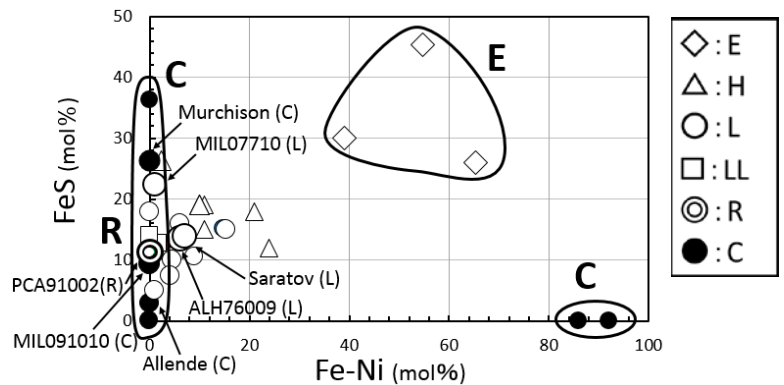 50
40
30
20
10
0
FeS (mol%)
C
E
Murchison (C)
MIL07710 (L)
R
PCA91002(R)
Saratov (L)
ALH76009 (L)
MIL091010 (C)
Allende (C)
C
0
20
40
60
80
100
Fe-Ni (mol%)
: E
: H
: L
: LL
: R
: C